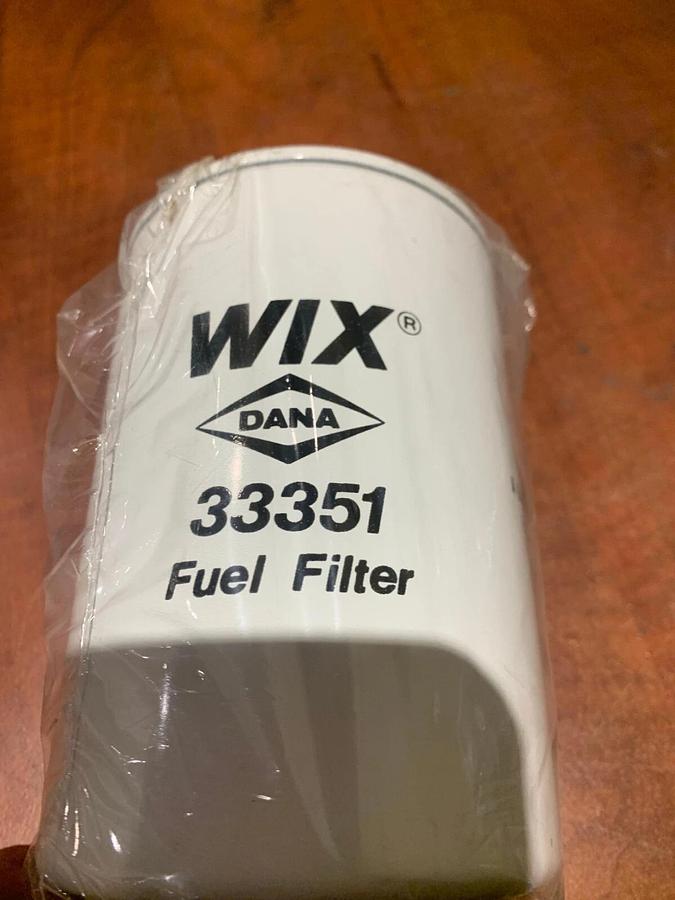 WIX®
DANA
33351
Fuel Filter